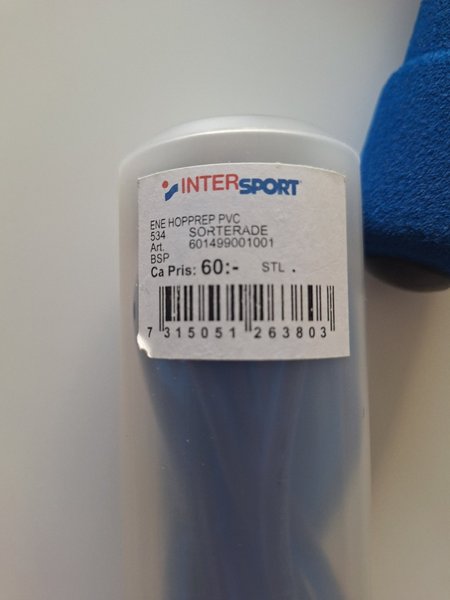 INTERSPORT
ENE HOPPREP PVC
534 SORTERADE
Art. 601499001001
BSP
Ca Pris: 60:- STL .
7 315051 263803